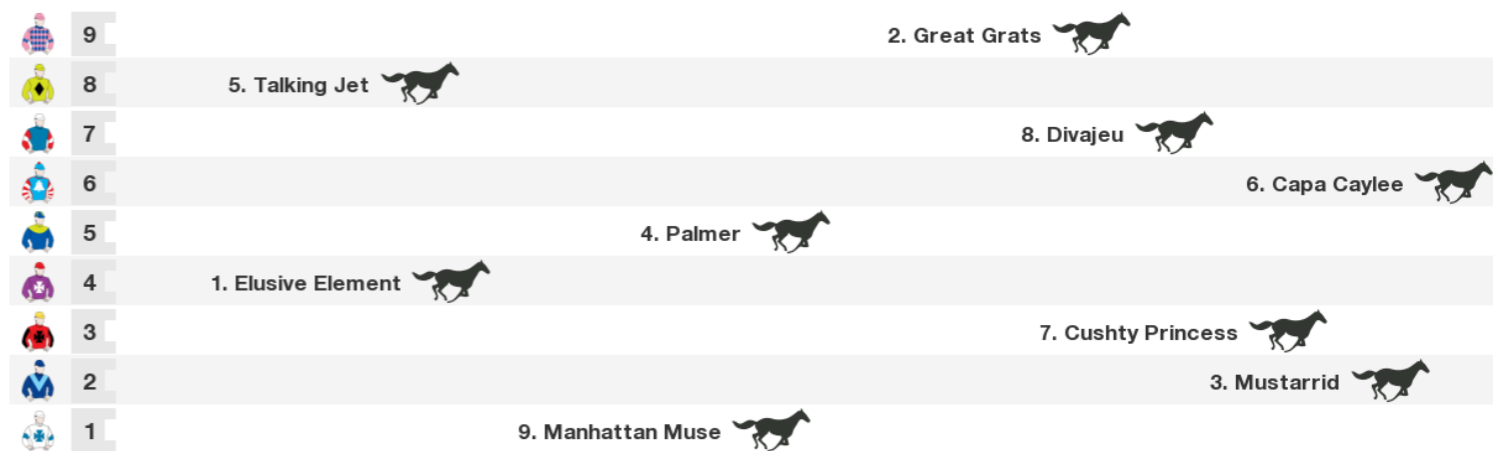 9 2. Great Grats
8 5. Talking Jet
7 8. Divajeu
6 6. Capa Caylee
5 4. Palmer
4 1. Elusive Element
3 7. Cushty Princess
2 3. Mustarrid
1 9. Manhattan Muse